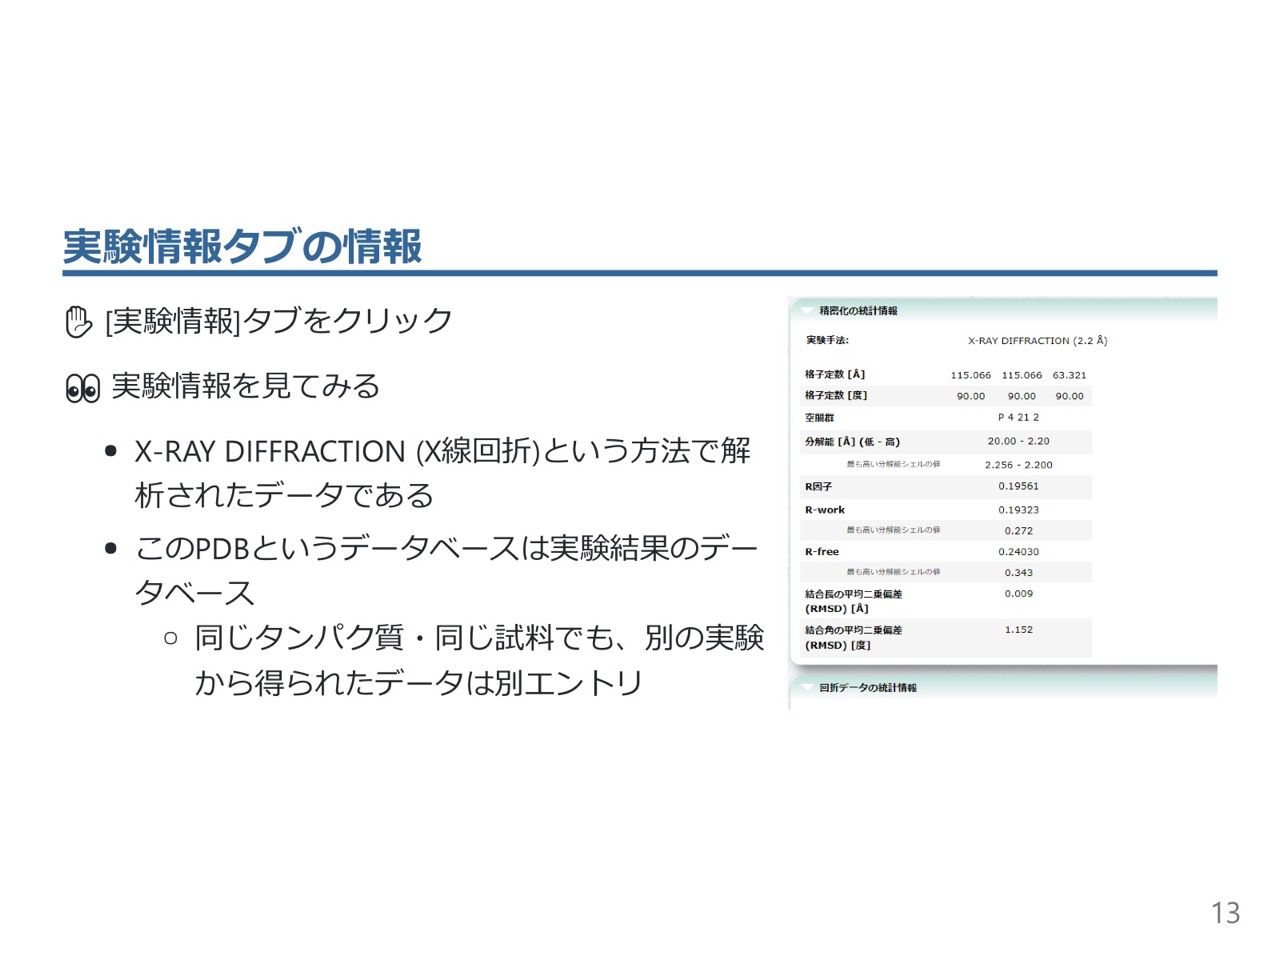 実験情報タブの情報
✋ [実験情報]タブをクリック
👀 実験情報を見てみる
• X-RAY DIFFRACTION (X線回折)という方法で解
析されたデータである
• このPDBというデータベースは実験結果のデー
タベース
○ 同じタンパク質・同じ試料でも、別の実験
から得られたデータは別エントリ
精密化の統計情報
実験手法: X-RAY DIFFRACTION (2.2 Å)
格子定数 [Å] 115.066 115.066 63.321
格子定数 [度] 90.00 90.00 90.00
空間群 P 4 21 2
分解能 [Å] (低 - 高) 20.00 - 2.20
最も高い分解能シェルの値 2.256 - 2.200
R因子 0.19561
R-work 0.19323
最も高い分解能シェルの値 0.272
R-free 0.24030
最も高い分解能シェルの値 0.343
結合長の平均二乗偏差 0.009
(RMSD) [Å]
結合角の平均二乗偏差 1.152
(RMSD) [度]
回折データの統計情報
13